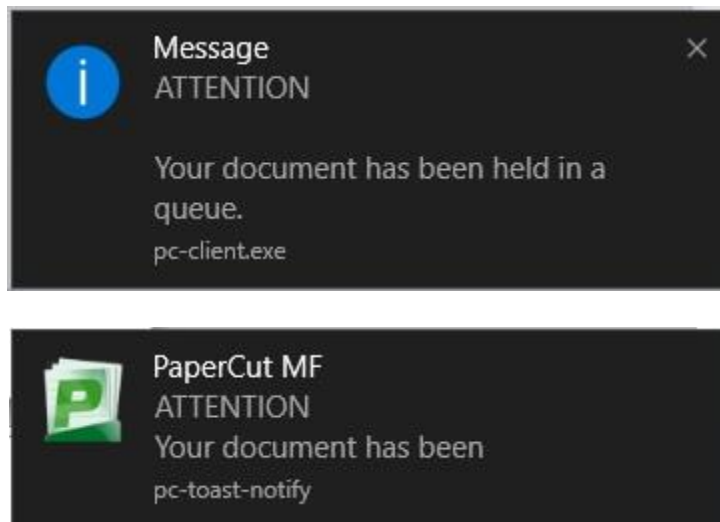 Message
ATTENTION
Your document has been held in a
queue.
pc-client.exe
PaperCut MF
ATTENTION
Your document has been
pc-toast-notify